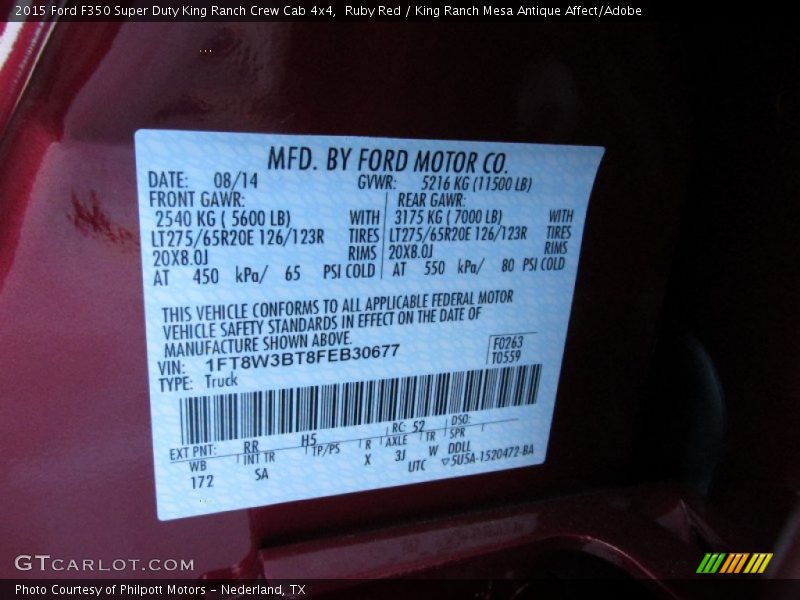 2015 Ford F350 Super Duty King Ranch Crew Cab 4x4, Ruby Red / King Ranch Mesa Antique Affect/Adobe
MFD. BY FORD MOTOR CO.
DATE: 08/14 GVWR: 5216 KG (11500 LB)
FRONT GAWR: REAR GAWR:
2540 KG ( 5600 LB) WITH 3175 KG ( 7000 LB) WITH
LT275/65R20E 126/123R TIRES LT275/65R20E 126/123R TIRES
20X8.0J RIMS 20X8.0J RIMS
AT 450 kPa/ 65 PSI COLD AT 550 kPa/ 80 PSI COLD
THIS VEHICLE CONFORMS TO ALL APPLICABLE FEDERAL MOTOR
VEHICLE SAFETY STANDARDS IN EFFECT ON THE DATE OF
MANUFACTURE SHOWN ABOVE.
VIN: 1FT8W3BT8FEB30677 F0263
TYPE: Truck T0559
EXT PNT: RR H5 RC: 52 DSO:
WB INT TR TP/PS R AXLE TR SPR
172 SA X 3J W DDLL
UTC ▽5U5A-1520472-BA
GTCARLOT.COM
Photo Courtesy of Philpott Motors - Nederland, TX